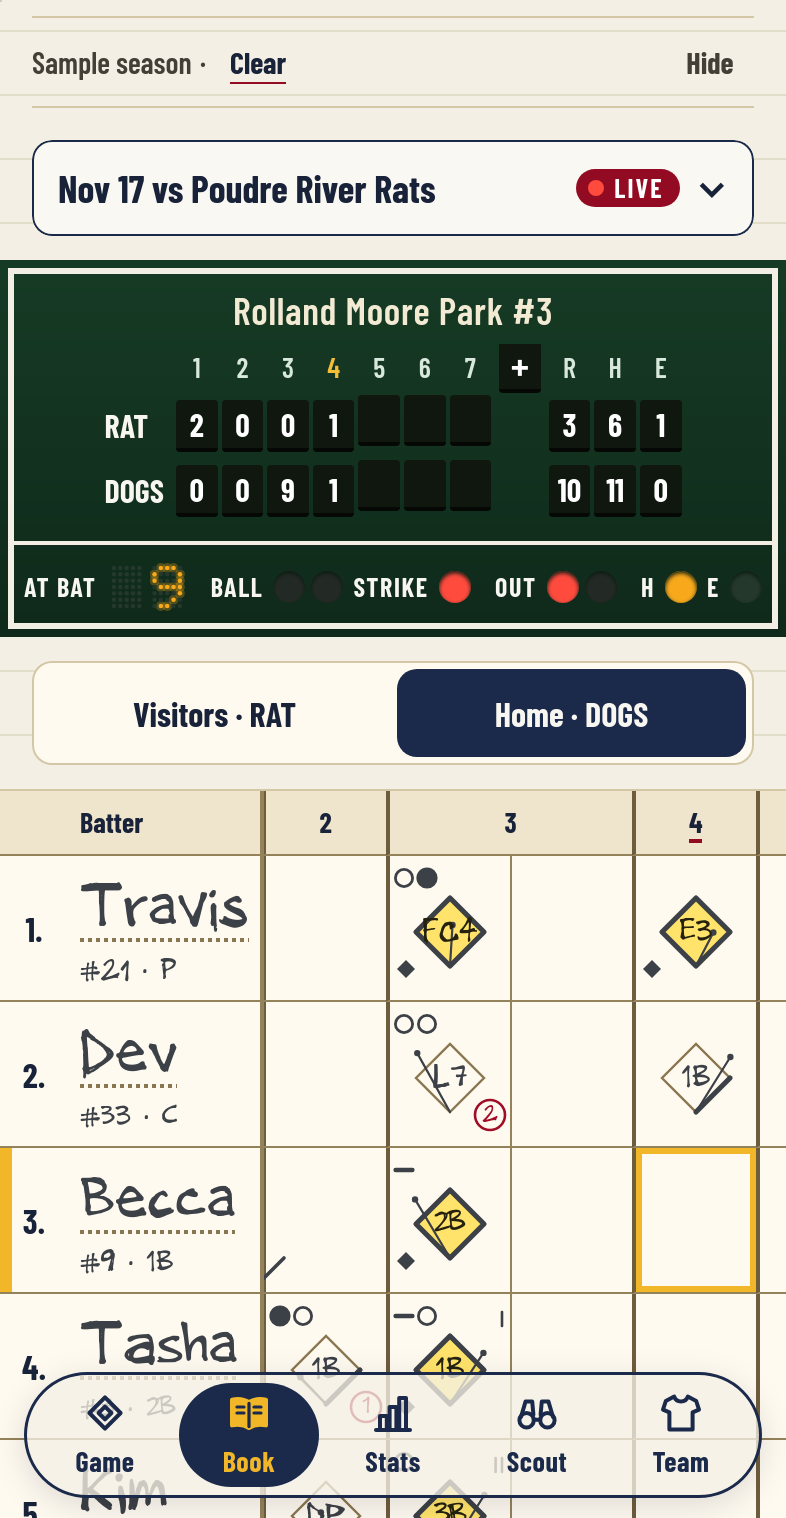 Sample season · Clear Hide
Nov 17 vs Poudre River Rats LIVE
Rolland Moore Park #3
1 2 3 4 5 6 7 + R H E
RAT 2 0 0 1 3 6 1
DOGS 0 0 9 1 10 11 0
AT BAT 9 BALL STRIKE OUT H E
Visitors · RAT Home · DOGS
Batter 2 3 4
1. Travis FC4 E3
#21 · P
2. Dev L7 2 1B
#33 · C
3. Becca 2B
#9 · 1B
4. Tasha 1B 1B
# · 2B 1
Game Book Stats Scout Team
5. Kim 3B